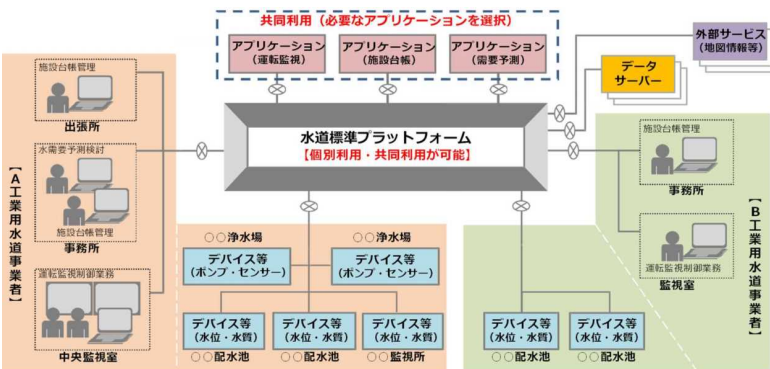 共同利用（必要なアプリケーションを選択）
アプリケーション
（運転監視）
アプリケーション
（施設台帳）
アプリケーション
（需要予測）
外部サービス
（地図情報等）
データ
サーバー
水道標準プラットフォーム
【個別利用・共同利用が可能】
【A工業用水道事業者】
施設台帳管理
出張所
水需要予測検討
施設台帳管理
事務所
運転監視制御業務
中央監視室
○○浄水場
デバイス等
（ポンプ・センサー）
○○浄水場
デバイス等
（ポンプ・センサー）
デバイス等
（水位・水質）
○○配水池
デバイス等
（水位・水質）
○○配水池
デバイス等
（水位・水質）
○○監視所
デバイス等
（水位・水質）
○○配水池
デバイス等
（水位・水質）
○○配水池
施設台帳管理
事務所
運転監視制御業務
監視室
【B工業用水道事業者】